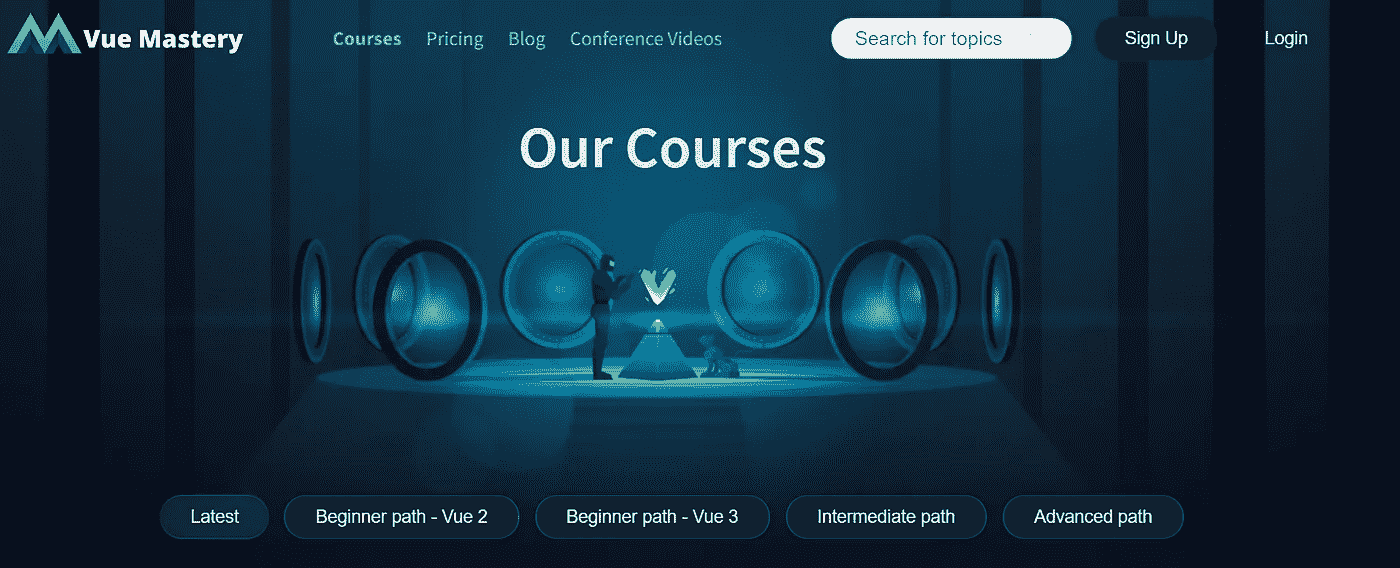 Vue Mastery Courses Pricing Blog Conference Videos Search for topics Sign Up Login
Our Courses
Latest Beginner path - Vue 2 Beginner path - Vue 3 Intermediate path Advanced path